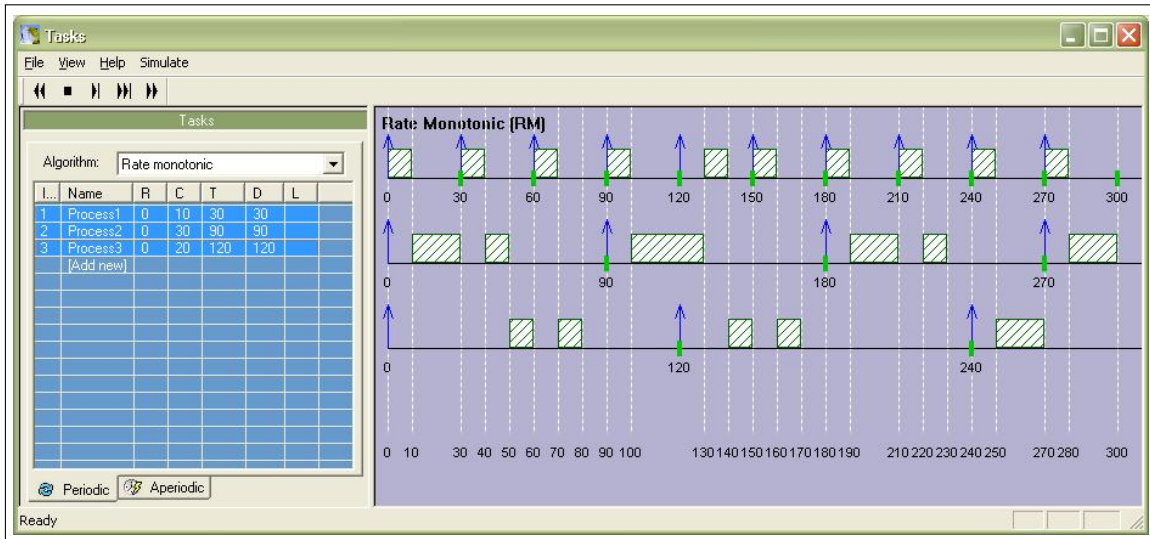 Tasks
File View Help Simulate
Tasks
Algorithm: Rate monotonic
I... Name R C T D L
1 Process1 0 10 30 30
2 Process2 0 30 90 90
3 Process3 0 20 120 120
[Add new]
Periodic Aperiodic
Ready
Rate Monotonic (RM)
0 30 60 90 120 150 180 210 240 270 300
0 90 180 270
0 120 240
0 10 30 40 50 60 70 80 90 100 130 140 150 160 170 180 190 210 220 230 240 250 270 280 300